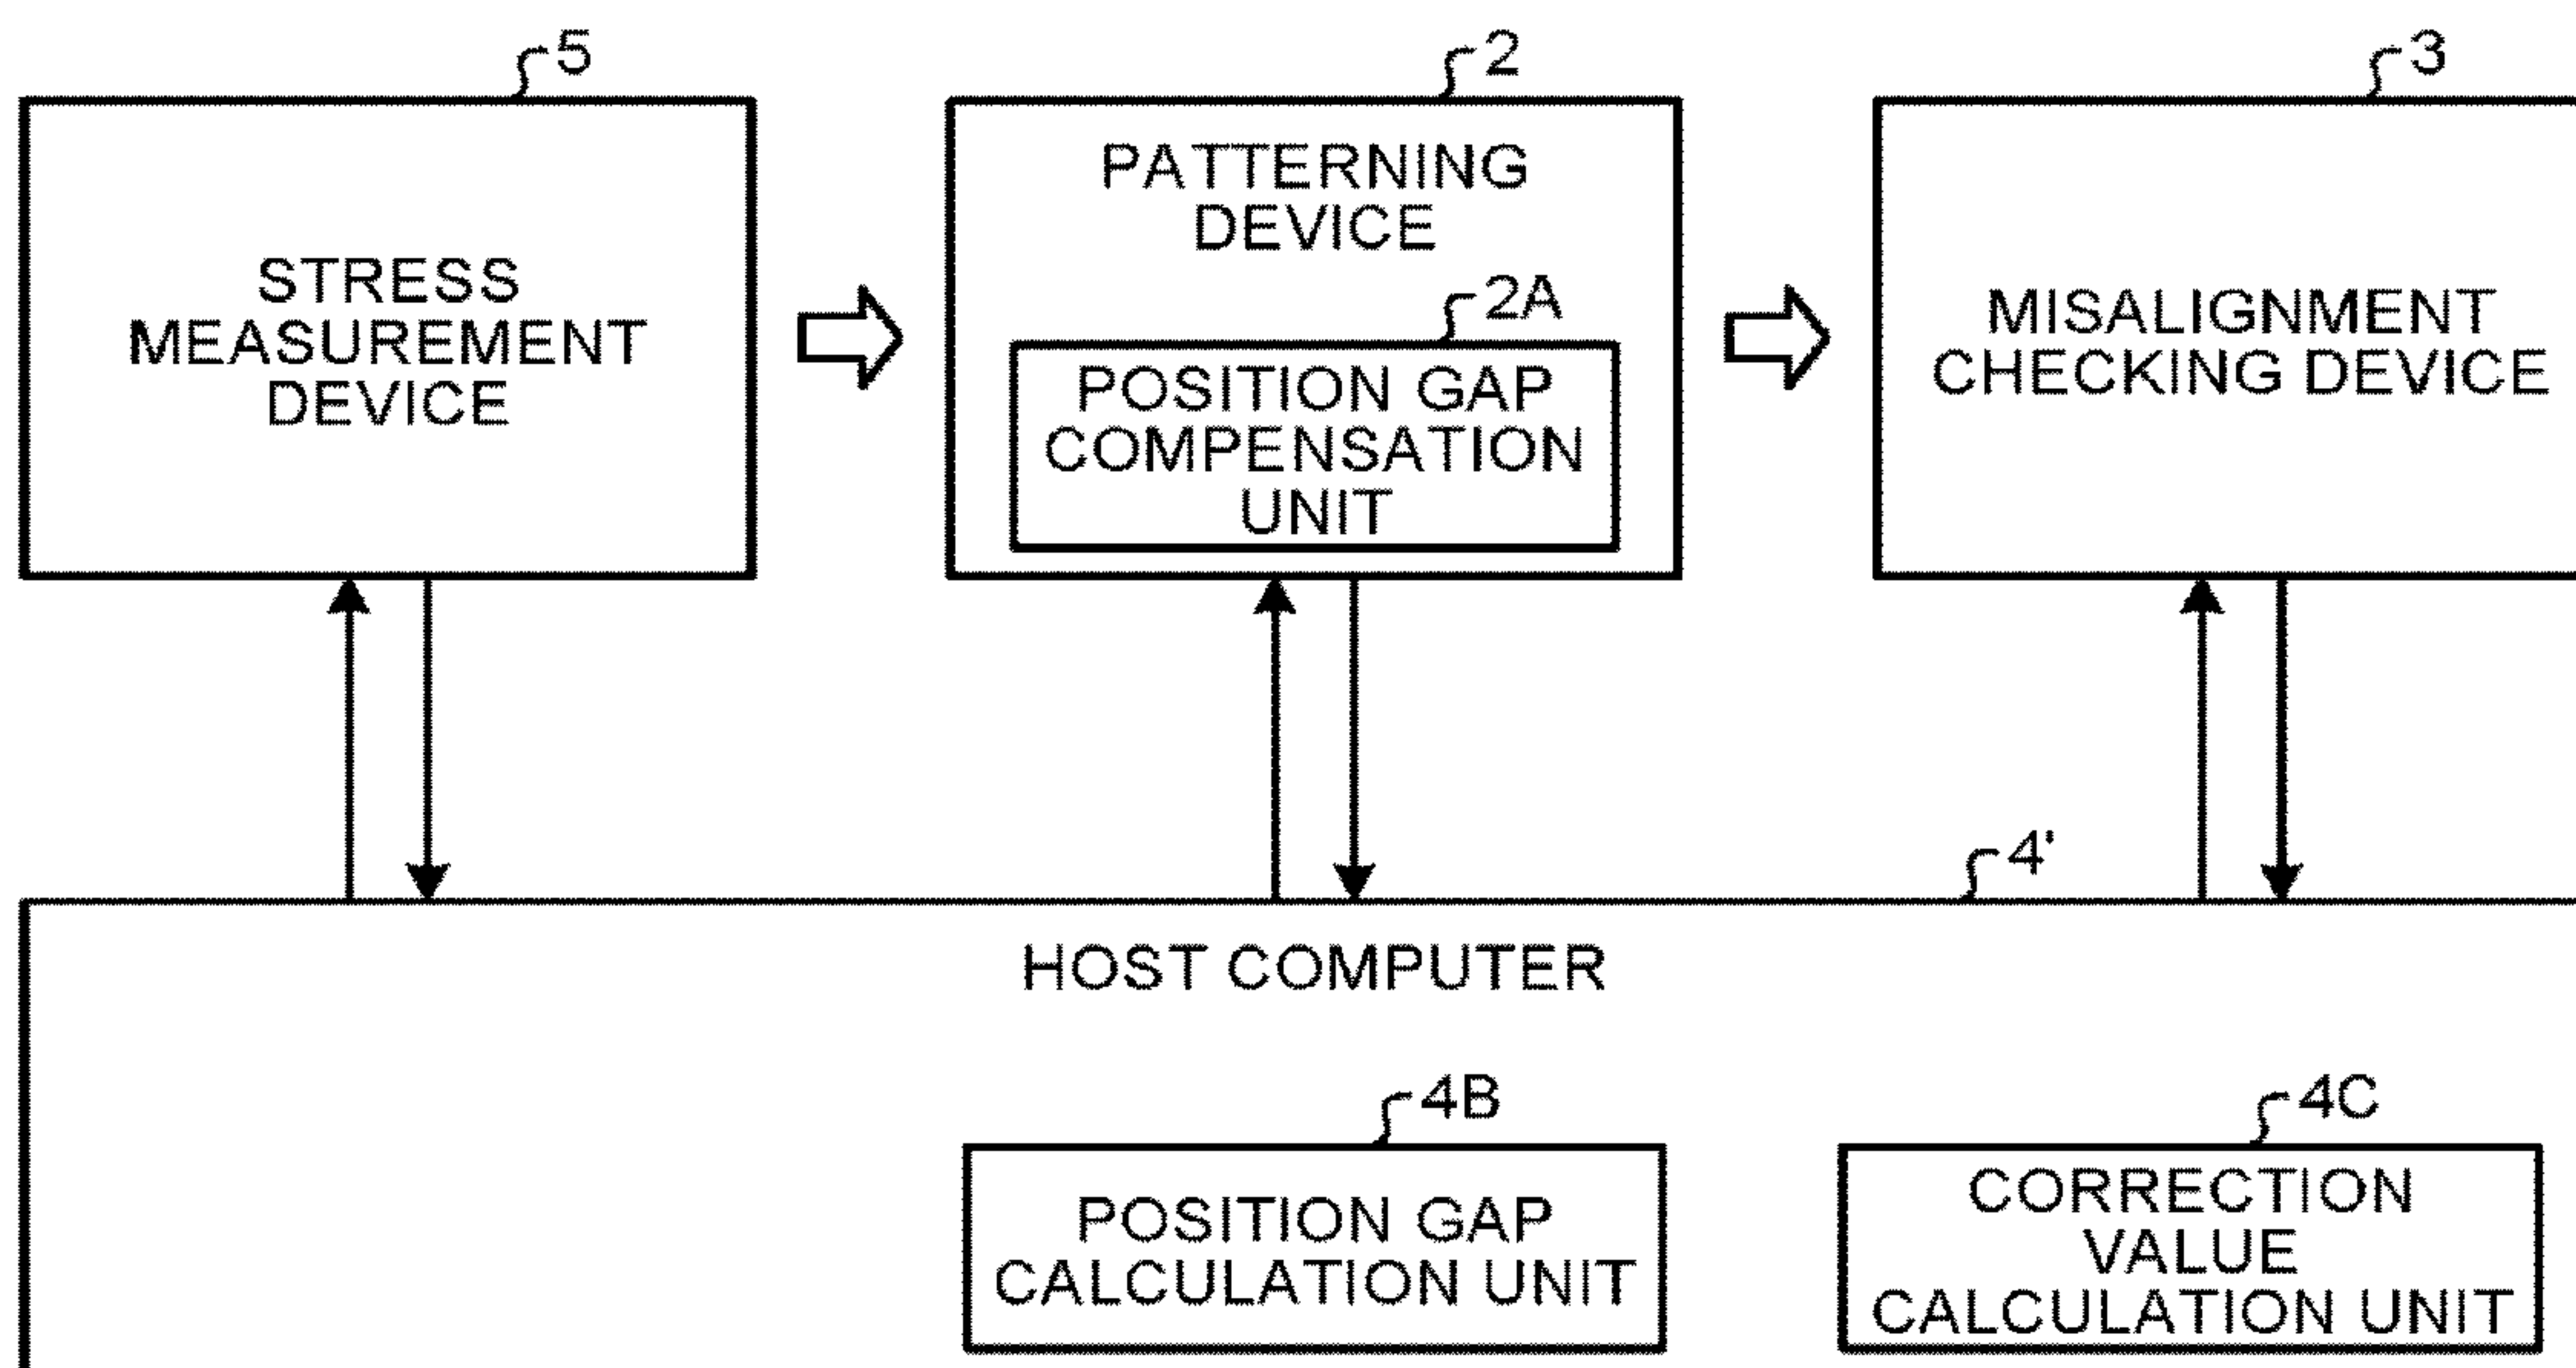 5
2
3
STRESS
MEASUREMENT
DEVICE
PATTERNING
DEVICE
2A
POSITION GAP
COMPENSATION
UNIT
MISALIGNMENT
CHECKING DEVICE
4'
HOST COMPUTER
4B
POSITION GAP
CALCULATION UNIT
4C
CORRECTION
VALUE
CALCULATION UNIT